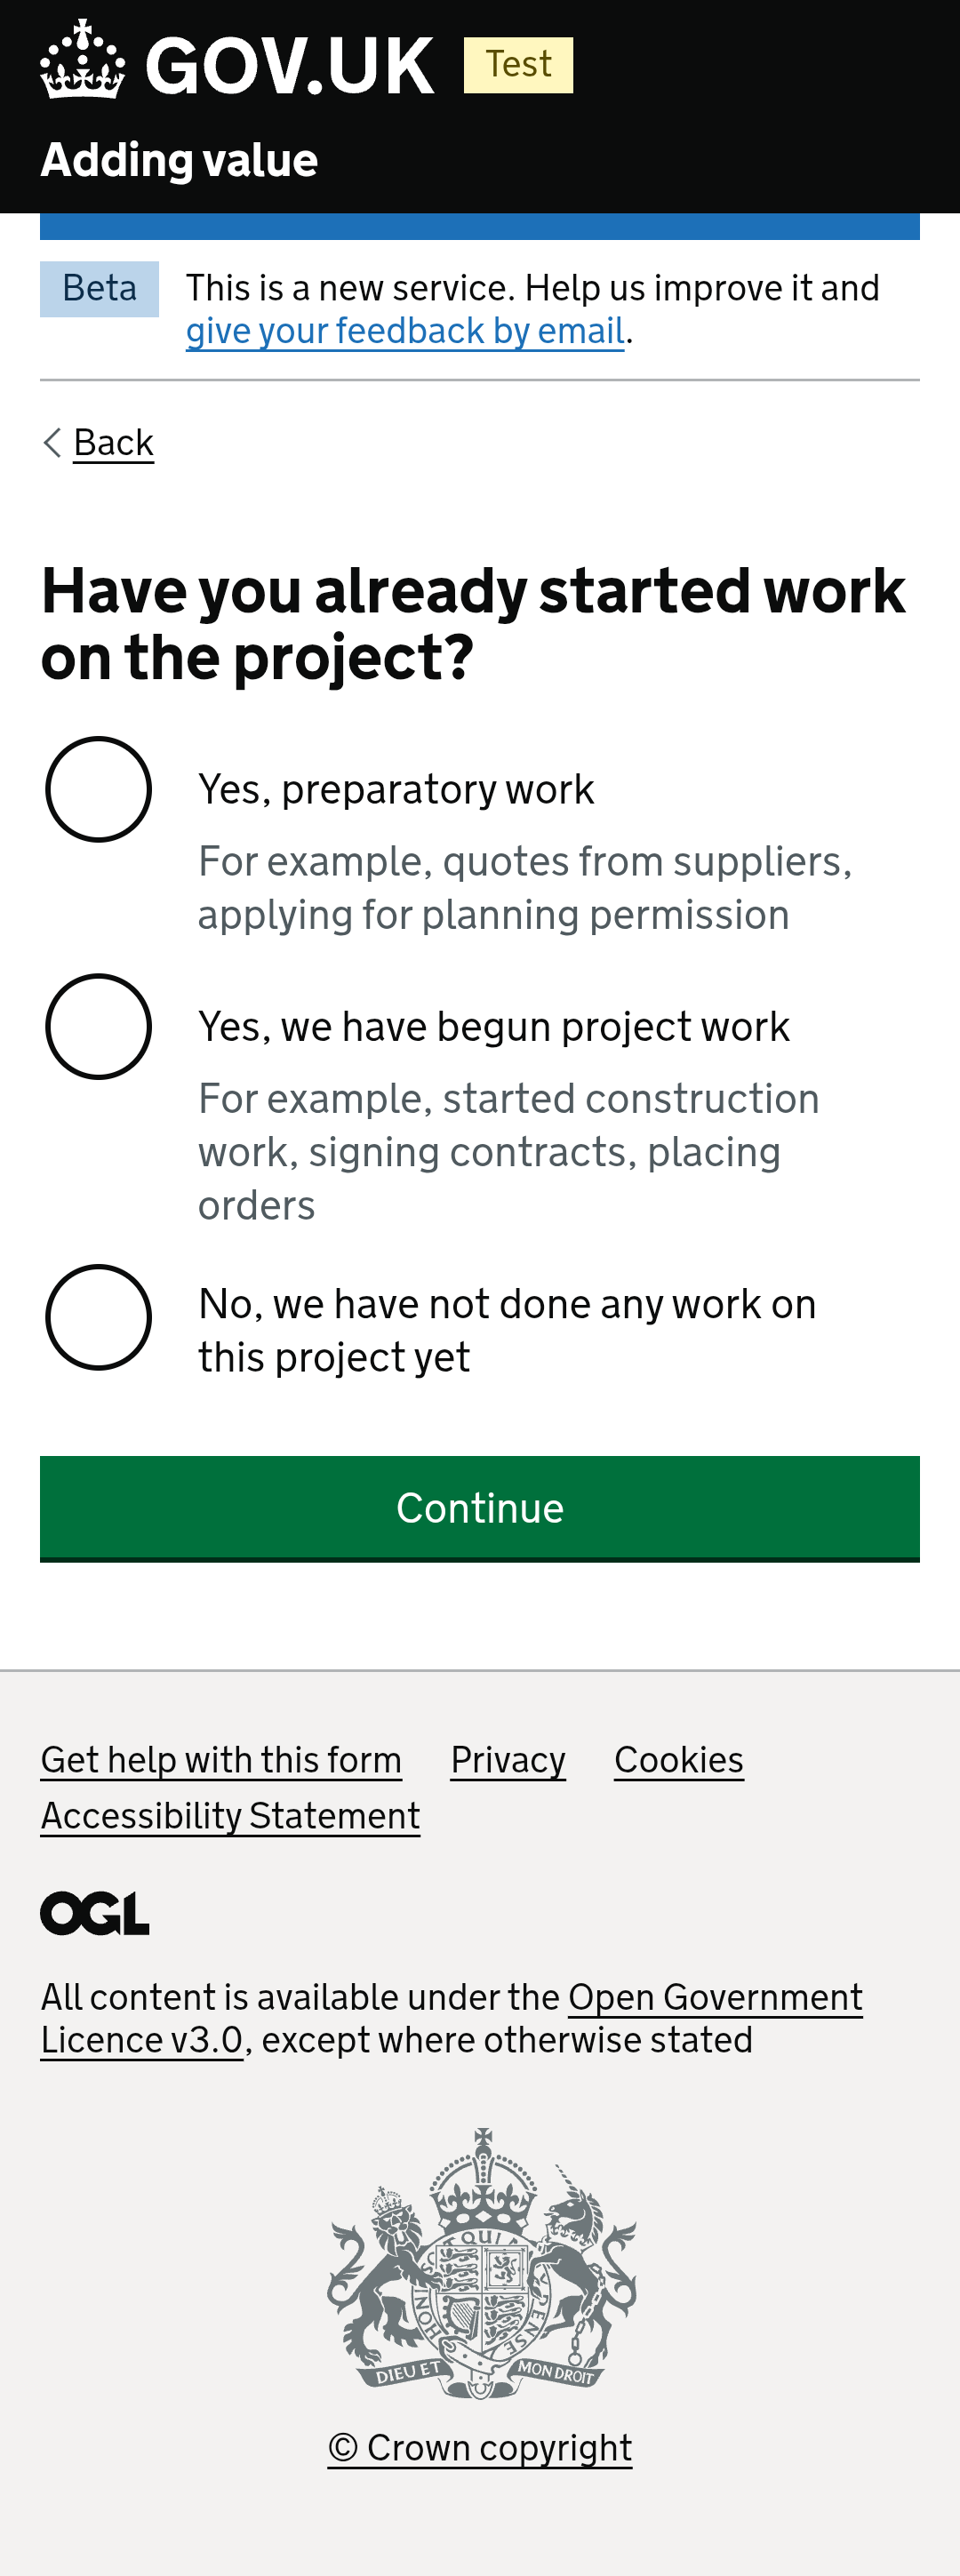 GOV.UK Test
Adding value
Beta This is a new service. Help us improve it and
give your feedback by email.
Back
Have you already started work
on the project?
Yes, preparatory work
For example, quotes from suppliers,
applying for planning permission
Yes, we have begun project work
For example, started construction
work, signing contracts, placing
orders
No, we have not done any work on
this project yet
Continue
Get help with this form Privacy Cookies
Accessibility Statement
OGL
All content is available under the Open Government
Licence v3.0, except where otherwise stated
DIEU ET MON DROIT
© Crown copyright